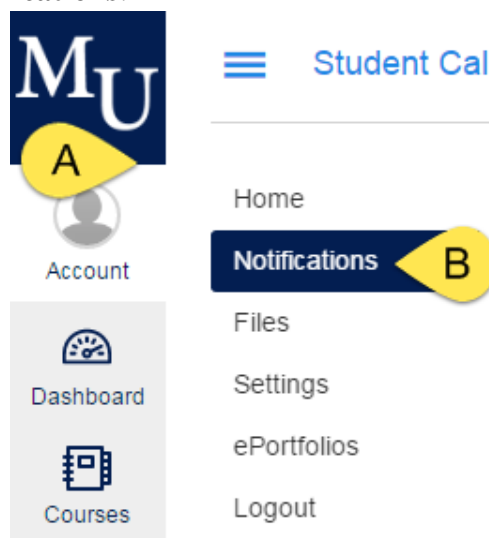 MU
Student Cal
A
Account
Dashboard
Courses
Home
Notifications
B
Files
Settings
ePortfolios
Logout